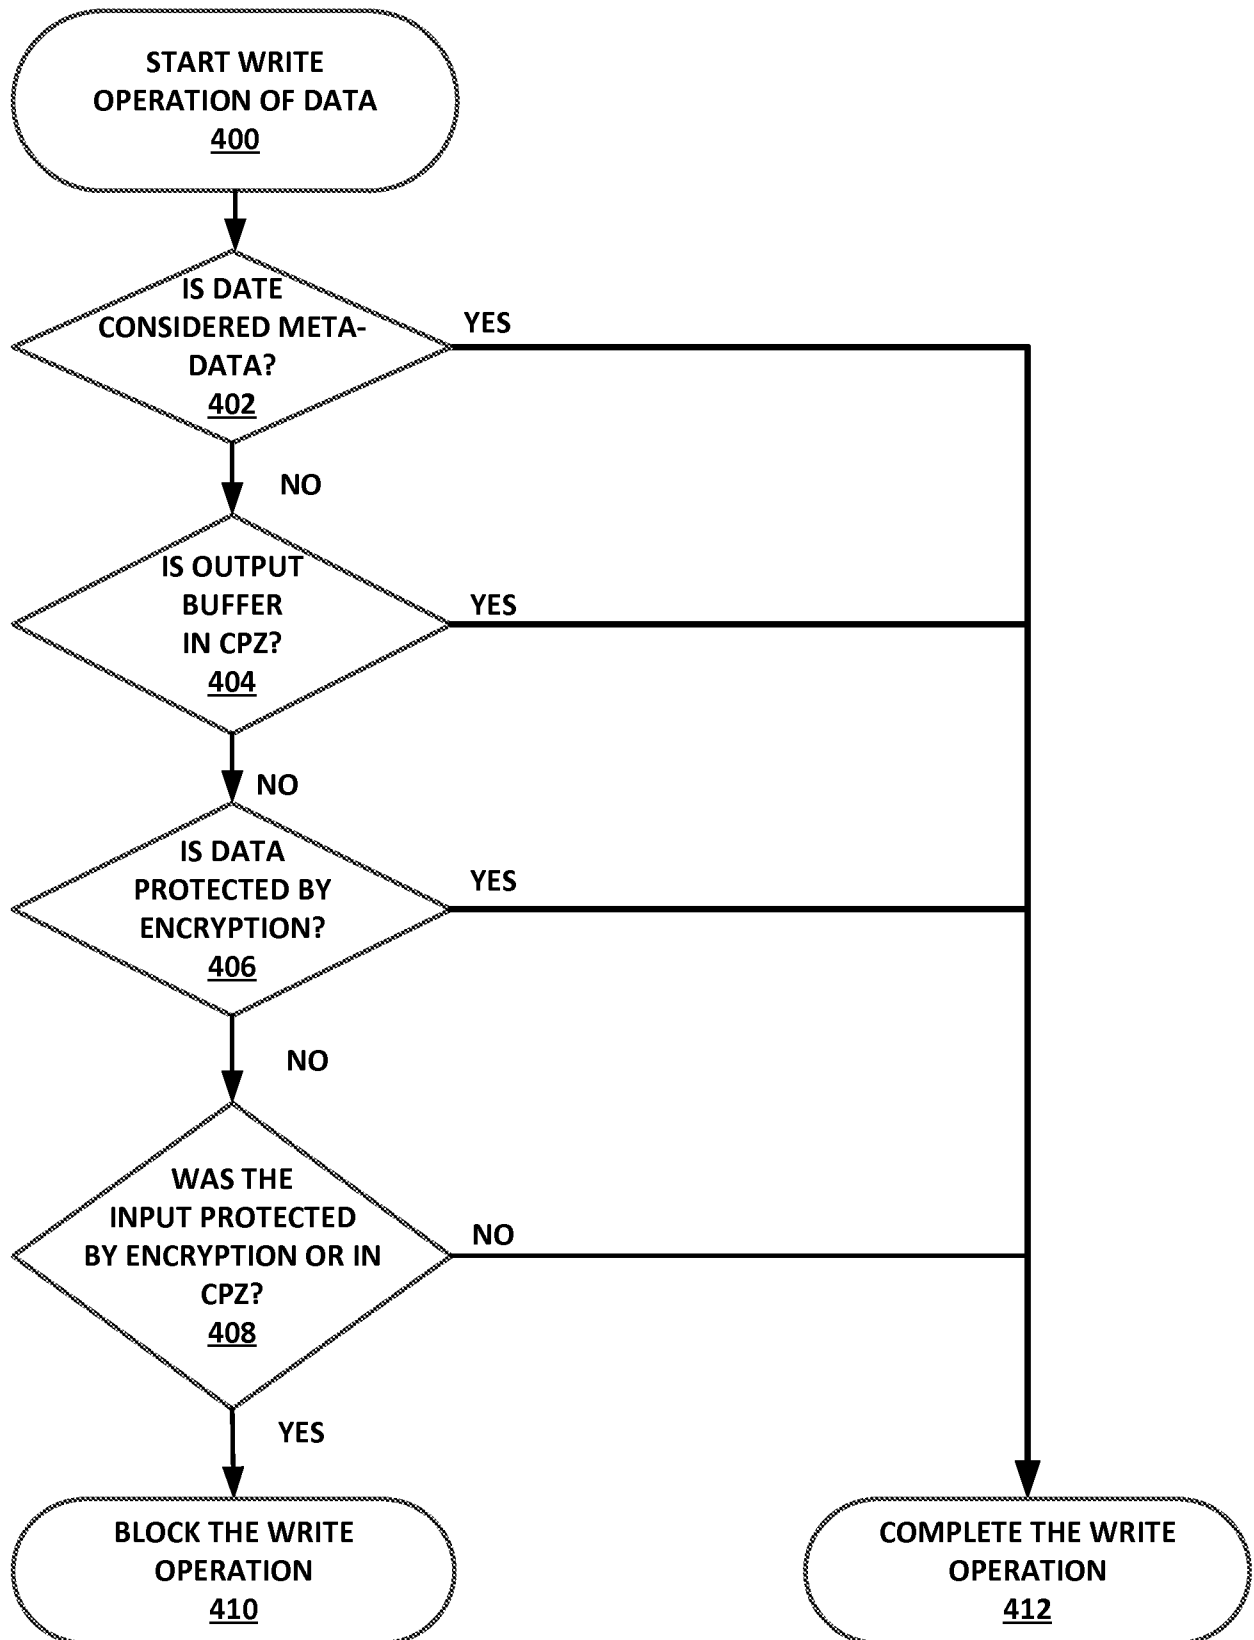 START WRITE
OPERATION OF DATA
400
IS DATE
CONSIDERED META-
DATA?
402
YES
NO
IS OUTPUT
BUFFER
IN CPZ?
404
YES
NO
IS DATA
PROTECTED BY
ENCRYPTION?
406
YES
NO
WAS THE
INPUT PROTECTED
BY ENCRYPTION OR IN
CPZ?
408
NO
YES
BLOCK THE WRITE
OPERATION
410
COMPLETE THE WRITE
OPERATION
412